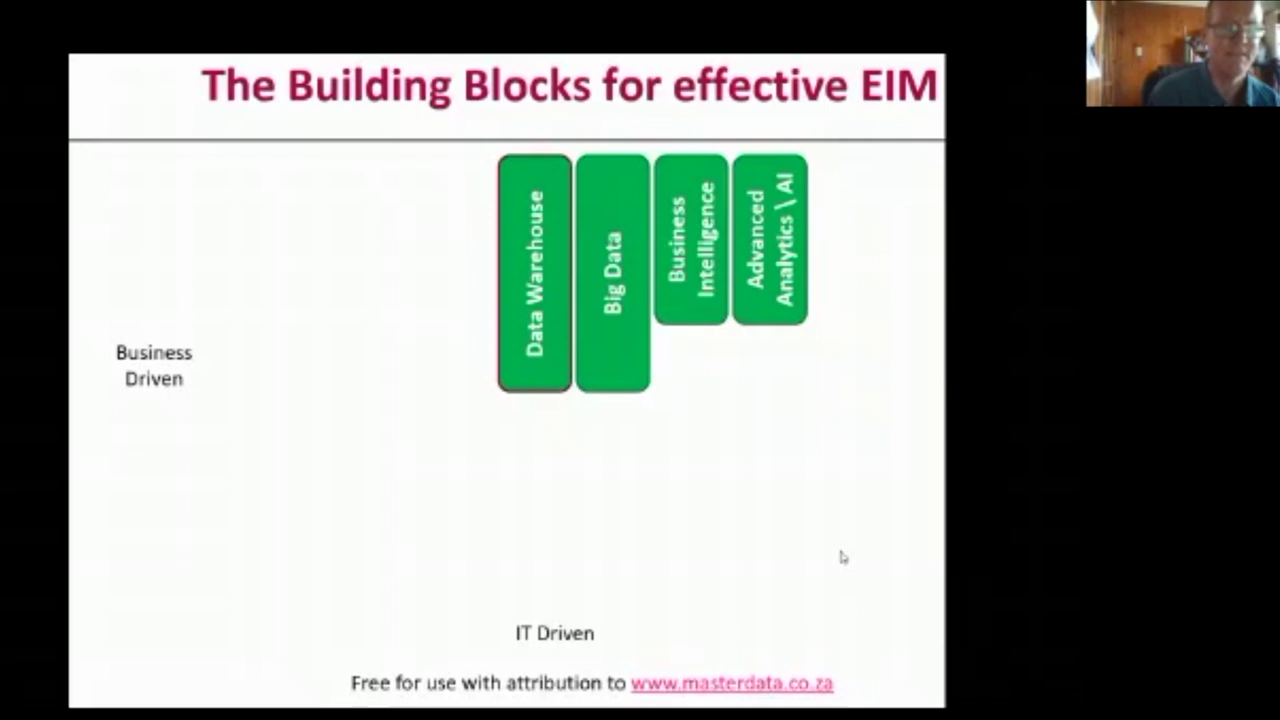 The Building Blocks for effective EIM
Data Warehouse
Big Data
Business
Intelligence
Advanced
Analytics \ AI
Business
Driven
IT Driven
Free for use with attribution to www.masterdata.co.za